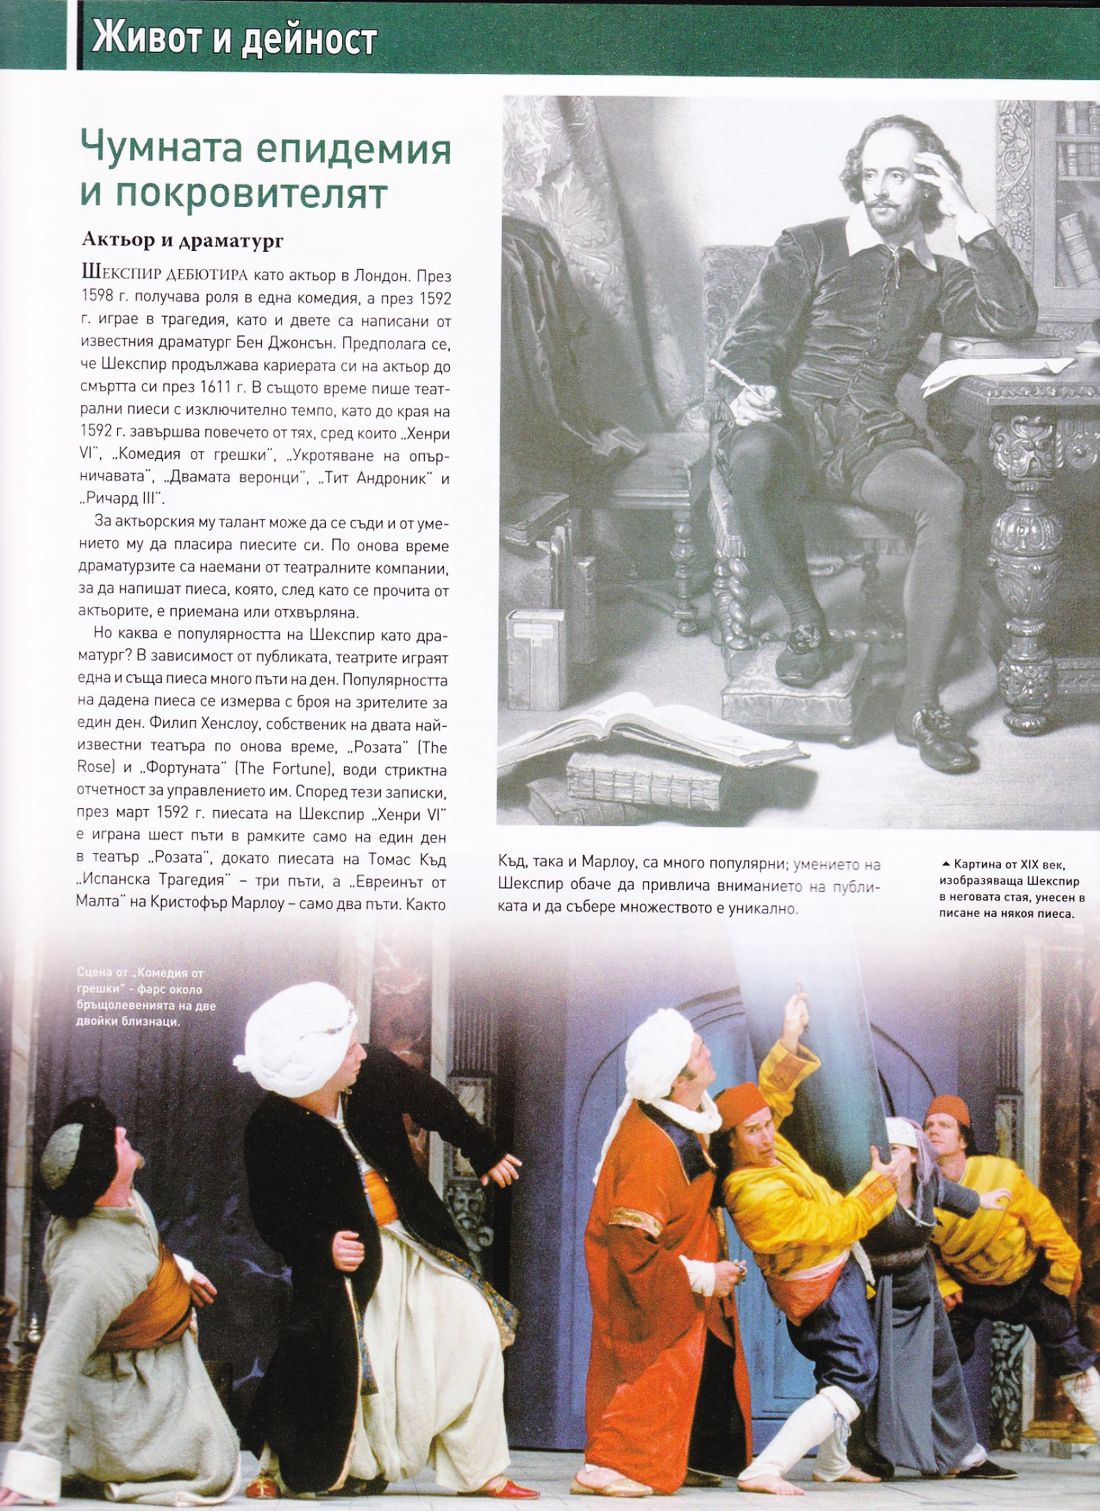 Живот и дейност
Чумната епидемия
и покровителят
Актьор и драматург
Шекспир дебютира като актьор в Лондон. През
1598 г. получава роля в една комедия, а през 1592
г. играе в трагедия, като и двете са написани от
известния драматург Бен Джонсън. Предполага се,
че Шекспир продължава кариерата си на актьор до
смъртта си през 1611 г. В същото време пише теат-
рални пиеси с изключително темпо, като до края на
1592 г. завършва повечето от тях, сред които „Хенри
VI“, „Комедия от грешки“, „Укротяване на опър-
ничавата“, „Двамата веронци“, „Тит Андроник“ и
„Ричард III“.
За актьорския му талант може да се съди и от уме-
нието му да пласира пиесите си. По онова време
драматурзите са наемани от театралните компании,
за да напишат пиеса, която, след като се прочита от
актьорите, е приемана или отхвърляна.
Но каква е популярността на Шекспир като дра-
матург? В зависимост от публиката, театрите играят
една и съща пиеса много пъти на ден. Популярността
на дадена пиеса се измерва с броя на зрителите за
един ден. Филип Хенслоу, собственик на двата най-
известни театъра по онова време, „Розата“ (The
Rose) и „Фортуната“ (The Fortune), води стриктна
отчетност за управлението им. Според тези записки,
през март 1592 г. пиесата на Шекспир „Хенри VI“
е играна шест пъти в рамките само на един ден
в театър „Розата“, докато пиесата на Томас Къд
„Испанска Трагедия“ – три пъти, а „Евреинът от
Малта“ на Кристофър Марлоу – само два пъти. Както
Къд, така и Марлоу, са много популярни; умението на
Шекспир обаче да привлича вниманието на публи-
ката и да събере множеството е уникално.
Картина от XIX век,
изобразяваща Шекспир
в неговата стая, унесен в
писане на някоя пиеса.
Сцена от „Комедия от
грешки“ - фарс около
бръщолевенията на две
двойки близнаци.